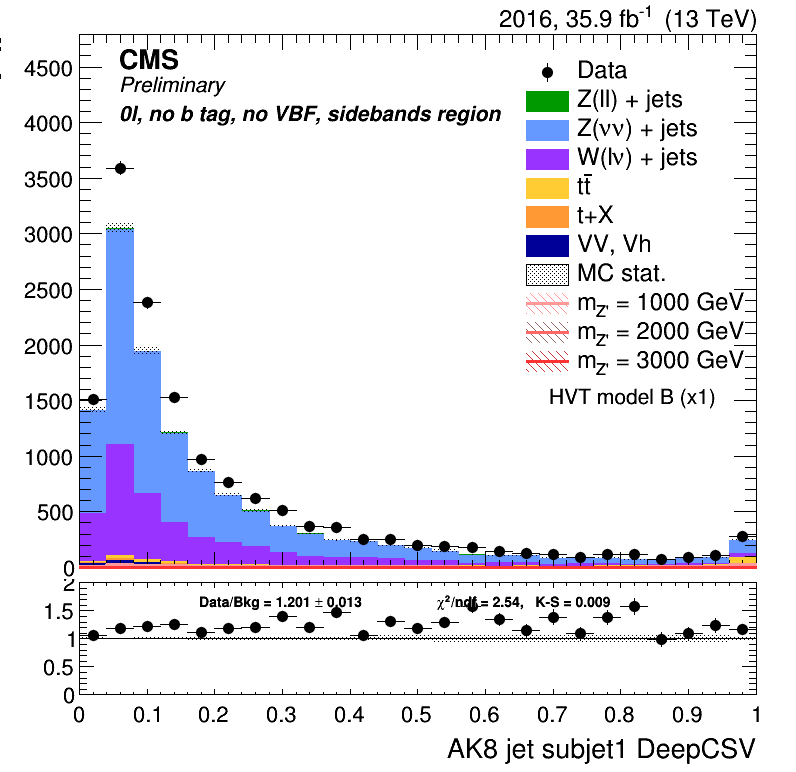 2016, 35.9 fb⁻¹ (13 TeV)
CMS
Preliminary
0l, no b tag, no VBF, sidebands region
Data
Z(ll) + jets
Z(νν) + jets
W(lν) + jets
tt̄
t+X
VV, Vh
MC stat.
m_Z' = 1000 GeV
m_Z' = 2000 GeV
m_Z' = 3000 GeV
HVT model B (x1)
4500
4000
3500
3000
2500
2000
1500
1000
500
0
Data/Bkg = 1.201 ± 0.013 χ²/ndf = 2.54, K-S = 0.009
2
1.5
1
0.5
0
0 0.1 0.2 0.3 0.4 0.5 0.6 0.7 0.8 0.9 1
AK8 jet subjet1 DeepCSV